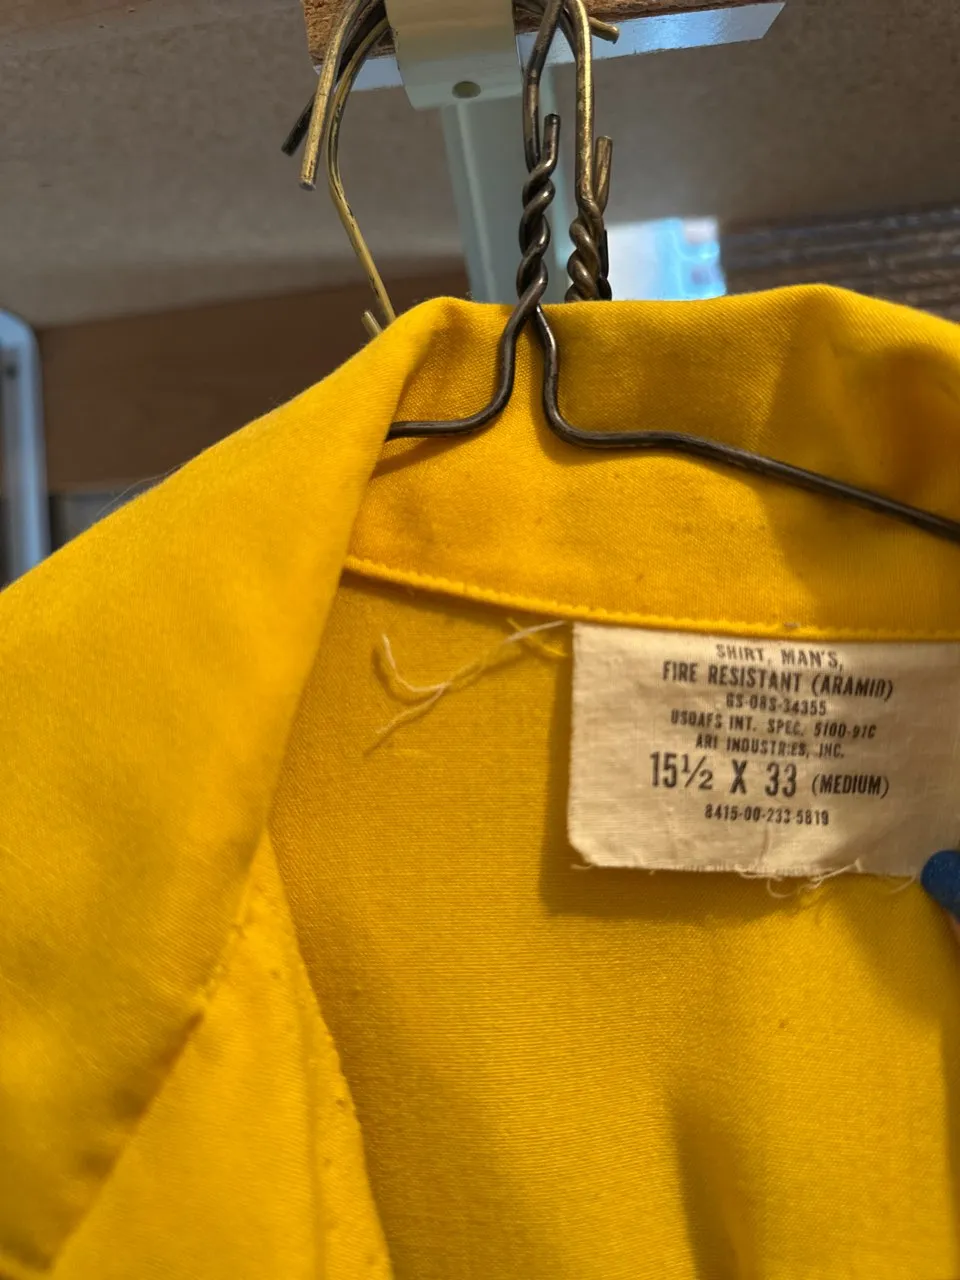 SHIRT, MAN'S,
FIRE RESISTANT (ARAMID)
GS-08S-34355
USDAFS INT. SPEC. 5100-91C
ARI INDUSTRIES, INC.
15½ X 33 (MEDIUM)
8415-00-233-5819